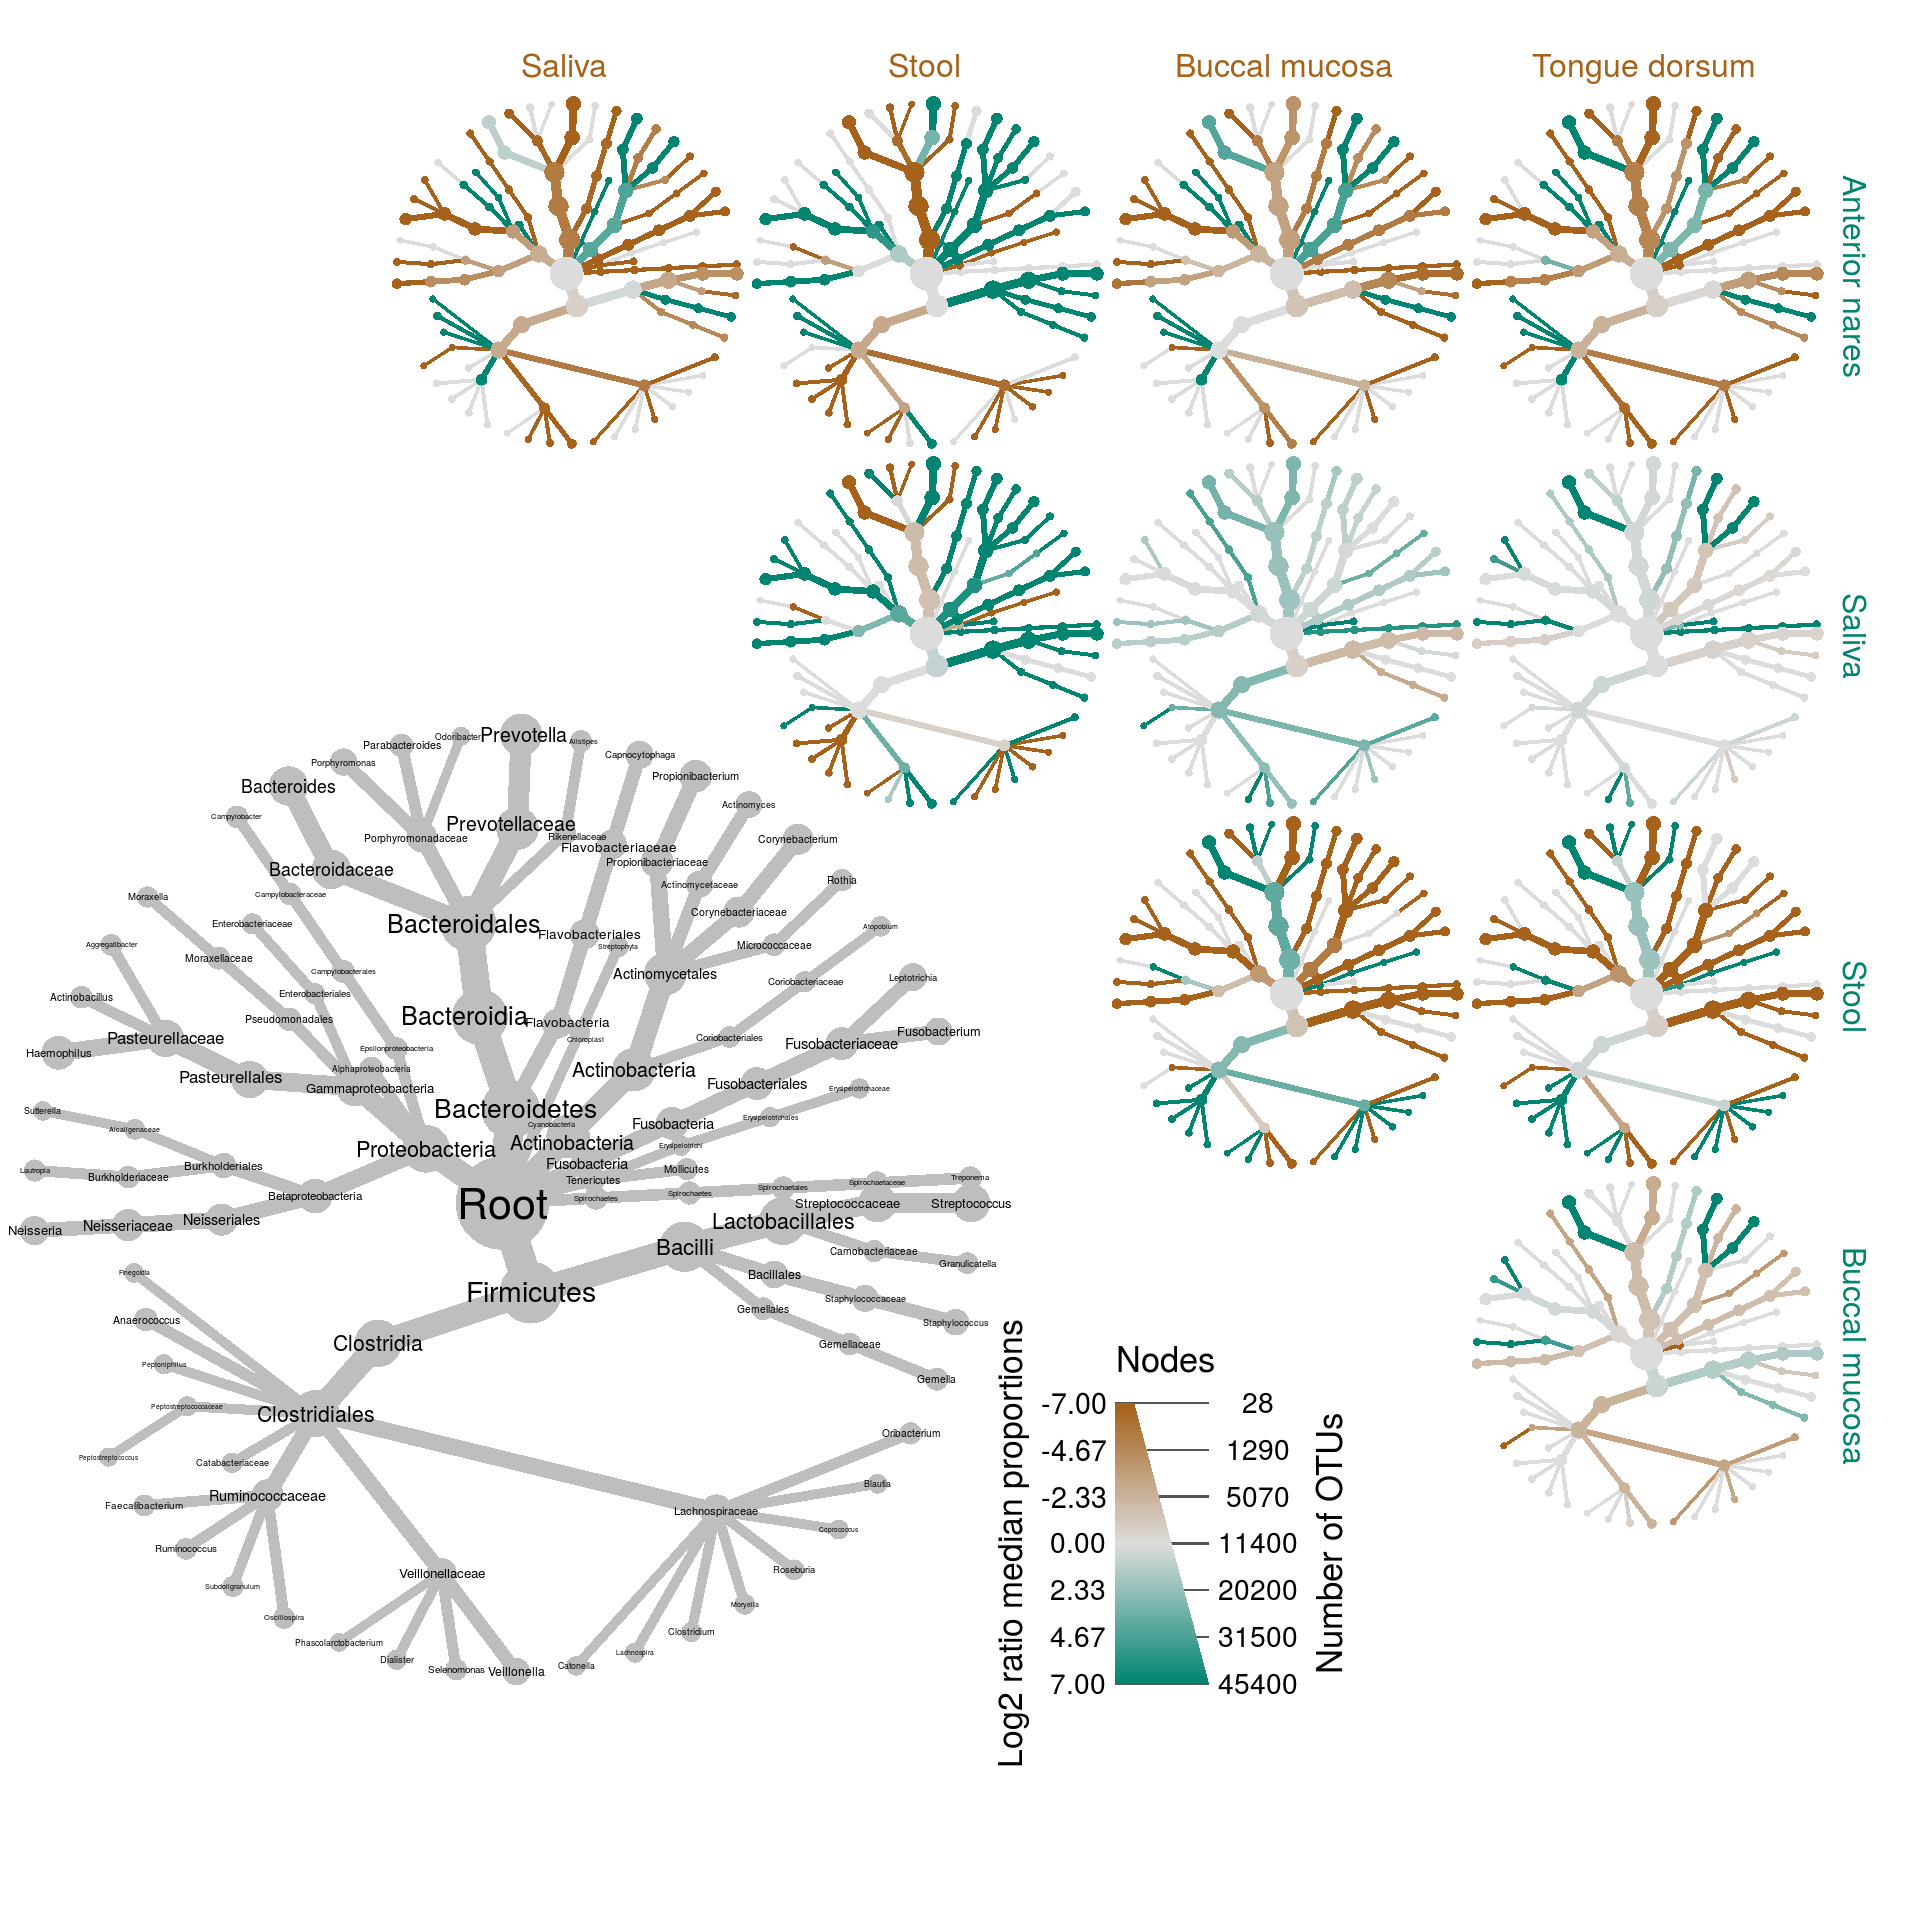 Saliva
Stool
Buccal mucosa
Tongue dorsum
Anterior nares
Saliva
Stool
Buccal mucosa
Odoribacter
Prevotella
Alistipes
Parabacteroides
Capnocytophaga
Porphyromonas
Propionibacterium
Bacteroides
Actinomyces
Campylobacter
Prevotellaceae
Porphyromonadaceae
Rikenellaceae
Corynebacterium
Flavobacteriaceae
Propionibacteriaceae
Bacteroidaceae
Rothia
Actinomycetaceae
Campylobacteraceae
Moraxella
Corynebacteriaceae
Enterobacteriaceae
Bacteroidales
Atopobium
Flavobacteriales
Aggregatibacter
Streptophyta
Micrococcaceae
Moraxellaceae
Campylobacterales
Actinomycetales
Leptotrichia
Coriobacteriaceae
Enterobacteriales
Actinobacillus
Bacteroidia
Pseudomonadales
Flavobacteria
Fusobacterium
Pasteurellaceae
Chloroplast
Coriobacteriales
Fusobacteriaceae
Epsilonproteobacteria
Haemophilus
Alphaproteobacteria
Actinobacteria
Pasteurellales
Gammaproteobacteria
Fusobacteriales
Erysipelotrichaceae
Bacteroidetes
Sutterella
Erysipelotrichales
Cyanobacteria
Fusobacteria
Alcaligenaceae
Actinobacteria
Erysipelotrichi
Proteobacteria
Fusobacteria
Burkholderiales
Mollicutes
Lautropia
Burkholderiaceae
Tenericutes
Treponema
Spirochaetaceae
Spirochaetales
Spirochaetes
Spirochaetes
Betaproteobacteria
Root
Streptococcaceae
Streptococcus
Neisseriales
Neisseriaceae
Neisseria
Lactobacillales
Bacilli
Carnobacteriaceae
Granulicatella
Finegoldia
Bacillales
Firmicutes
Staphylococcaceae
Gemellales
Staphylococcus
Anaerococcus
Clostridia
Gemellaceae
Peptoniphilus
Gemella
Peptostreptococcaceae
Clostridiales
Oribacterium
Peptostreptococcus
Catabacteriaceae
Blautia
Ruminococcaceae
Faecalibacterium
Lachnospiraceae
Coprococcus
Ruminococcus
Roseburia
Veillonellaceae
Subdoligranulum
Moryella
Oscillospira
Clostridium
Phascolarctobacterium
Lachnospira
Dialister
Catonella
Selenomonas
Veillonella
Nodes
Log2 ratio median proportions
Number of OTUs
-7.00 28
-4.67 1290
-2.33 5070
0.00 11400
2.33 20200
4.67 31500
7.00 45400